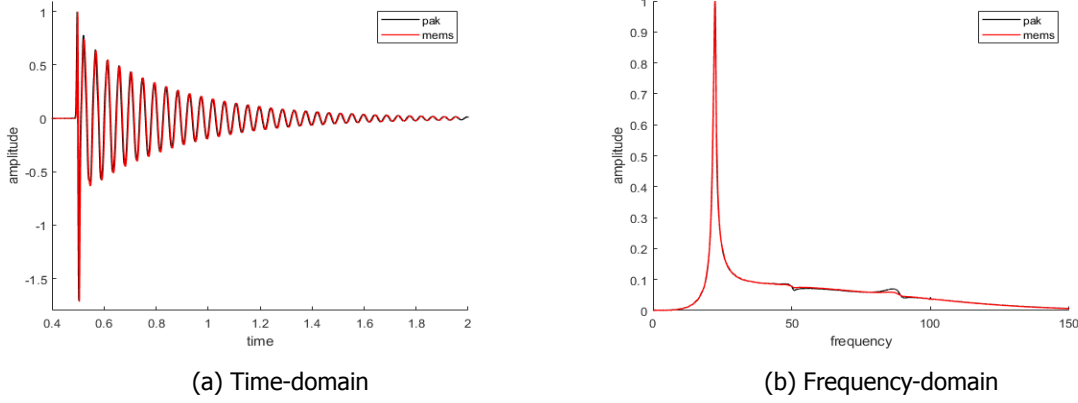 1
0.5
0
-0.5
-1
-1.5
amplitude
0.4 0.6 0.8 1 1.2 1.4 1.6 1.8 2
time
pak
mems
(a) Time-domain
1
0.9
0.8
0.7
0.6
0.5
0.4
0.3
0.2
0.1
0
amplitude
0 50 100 150
frequency
pak
mems
(b) Frequency-domain